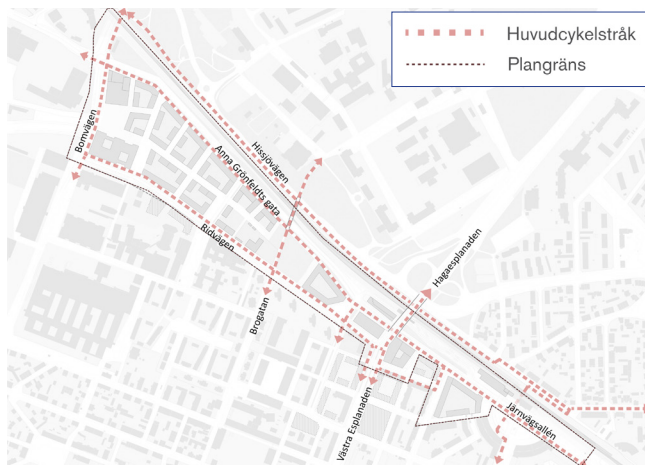 Huvudcykelstråk
Plangräns
Bomvägen
Hissjövägen
Anna Grönfeldts gata
Ridvägen
Hagaesplanaden
Brogatan
Västra Esplanaden
Järnvägsallén